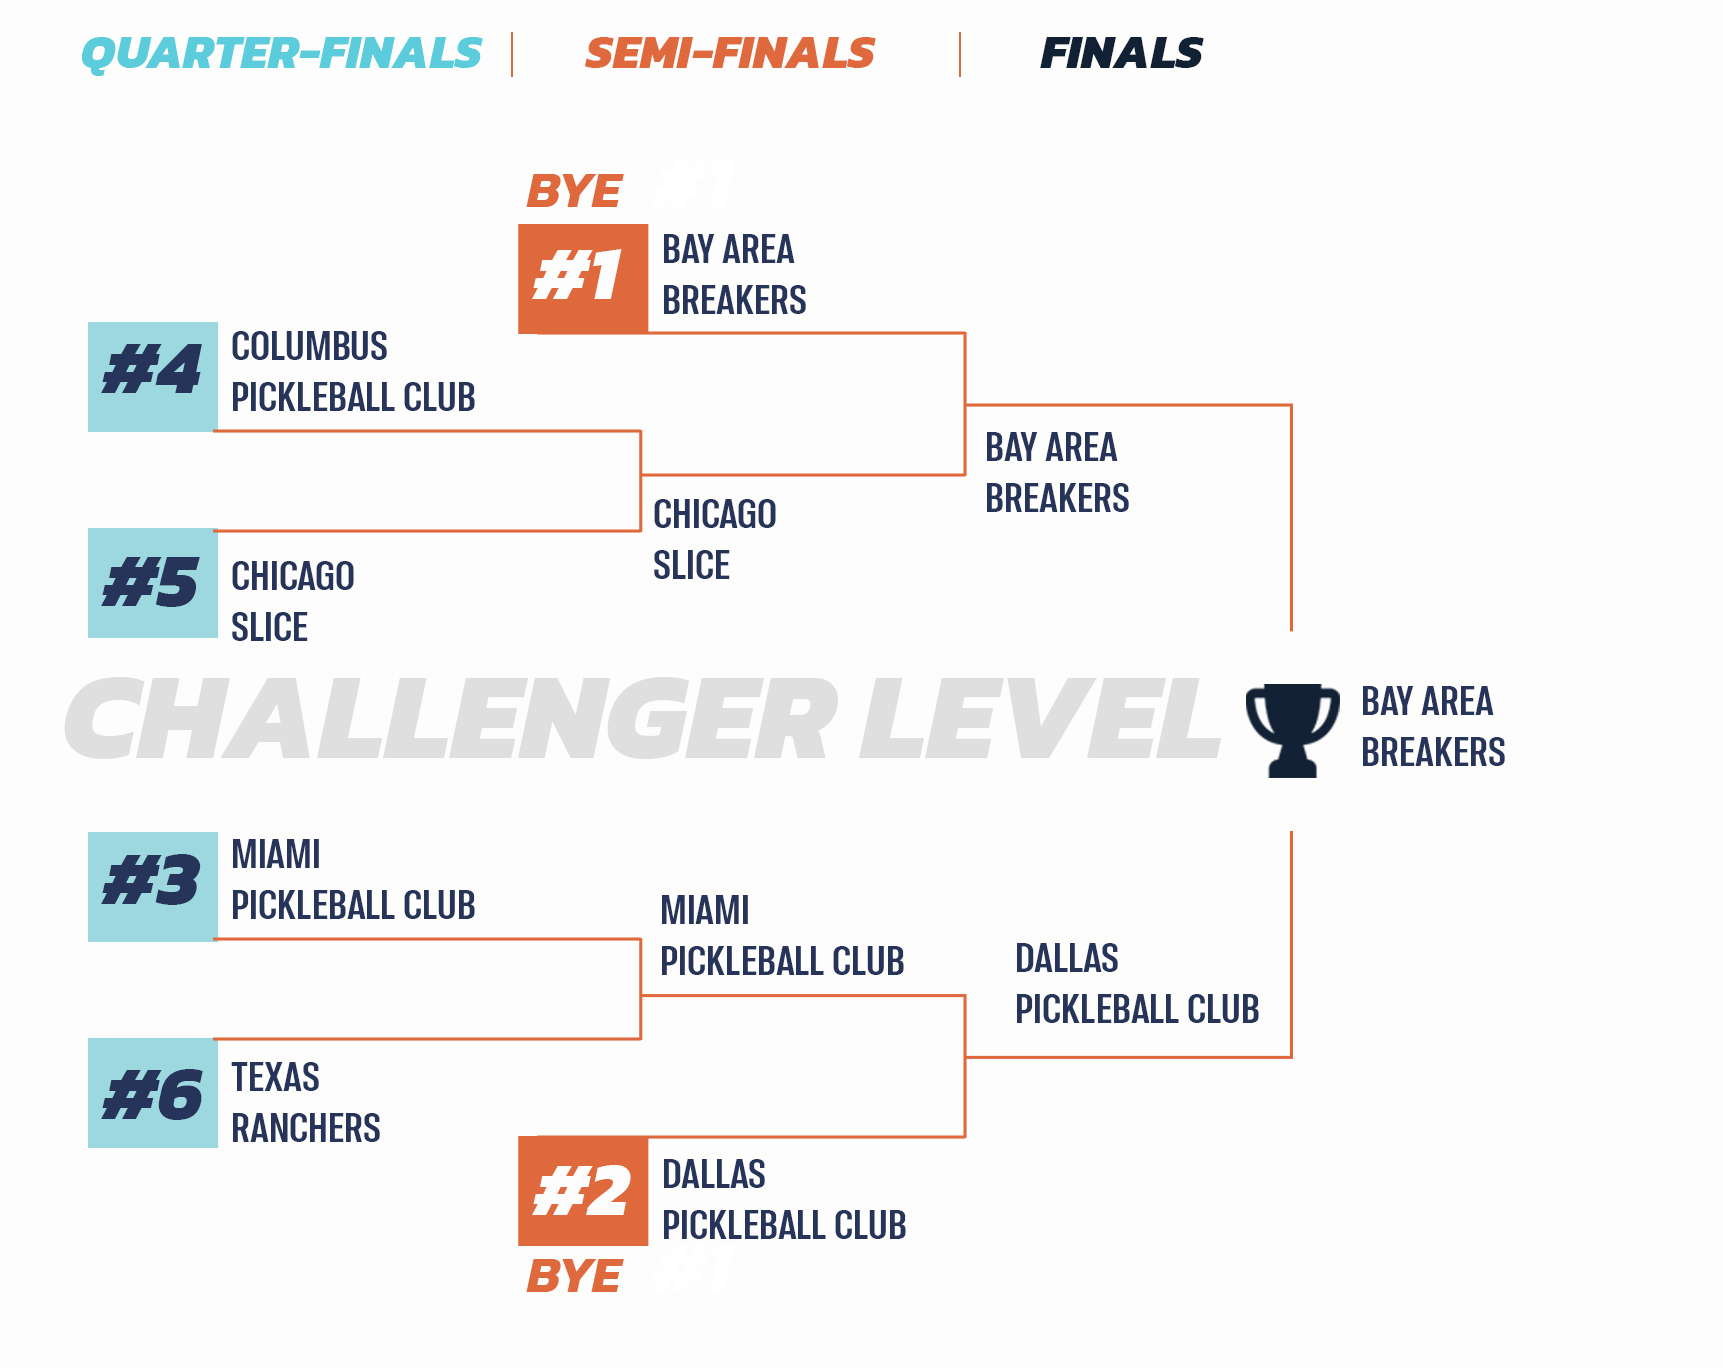 QUARTER-FINALS
SEMI-FINALS
FINALS
BYE
#1
BAY AREA
BREAKERS
#4
COLUMBUS
PICKLEBALL CLUB
BAY AREA
BREAKERS
CHICAGO
SLICE
#5
CHICAGO
SLICE
CHALLENGER LEVEL
BAY AREA
BREAKERS
#3
MIAMI
PICKLEBALL CLUB
MIAMI
PICKLEBALL CLUB
DALLAS
PICKLEBALL CLUB
#6
TEXAS
RANCHERS
#2
DALLAS
PICKLEBALL CLUB
BYE